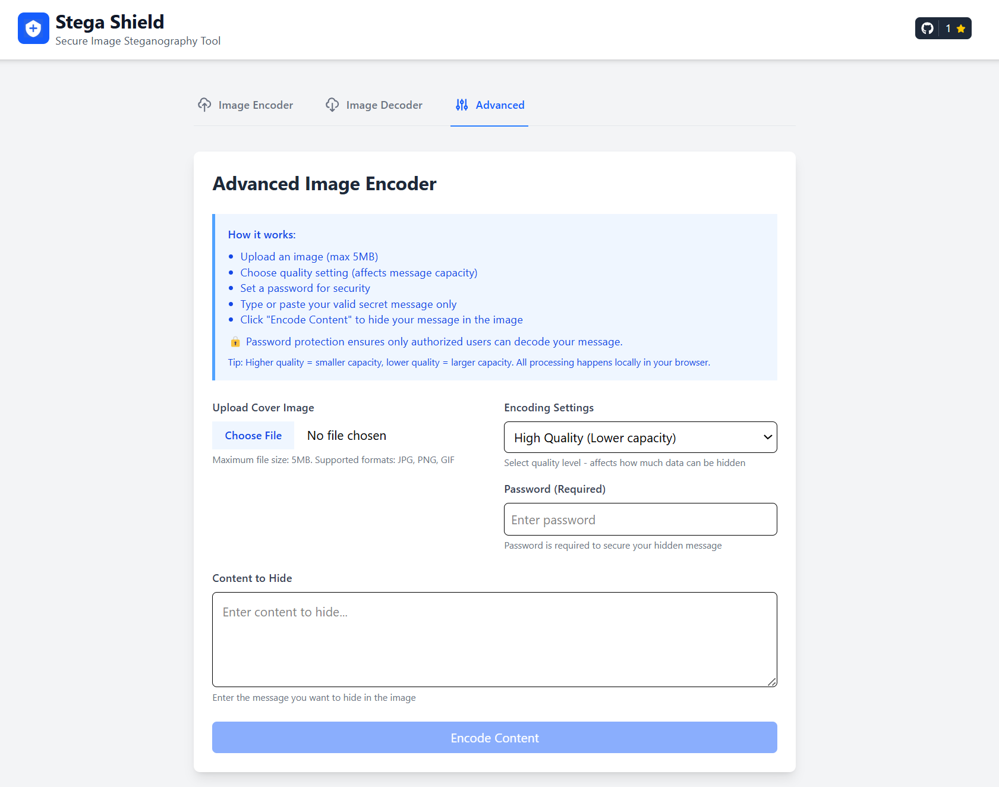 Stega Shield
Secure Image Steganography Tool
1
Image Encoder
Image Decoder
Advanced
Advanced Image Encoder
How it works:
Upload an image (max 5MB)
Choose quality setting (affects message capacity)
Set a password for security
Type or paste your valid secret message only
Click "Encode Content" to hide your message in the image
Password protection ensures only authorized users can decode your message.
Tip: Higher quality = smaller capacity, lower quality = larger capacity. All processing happens locally in your browser.
Upload Cover Image
Choose File No file chosen
Maximum file size: 5MB. Supported formats: JPG, PNG, GIF
Encoding Settings
High Quality (Lower capacity)
Select quality level - affects how much data can be hidden
Password (Required)
Enter password
Password is required to secure your hidden message
Content to Hide
Enter content to hide...
Enter the message you want to hide in the image
Encode Content